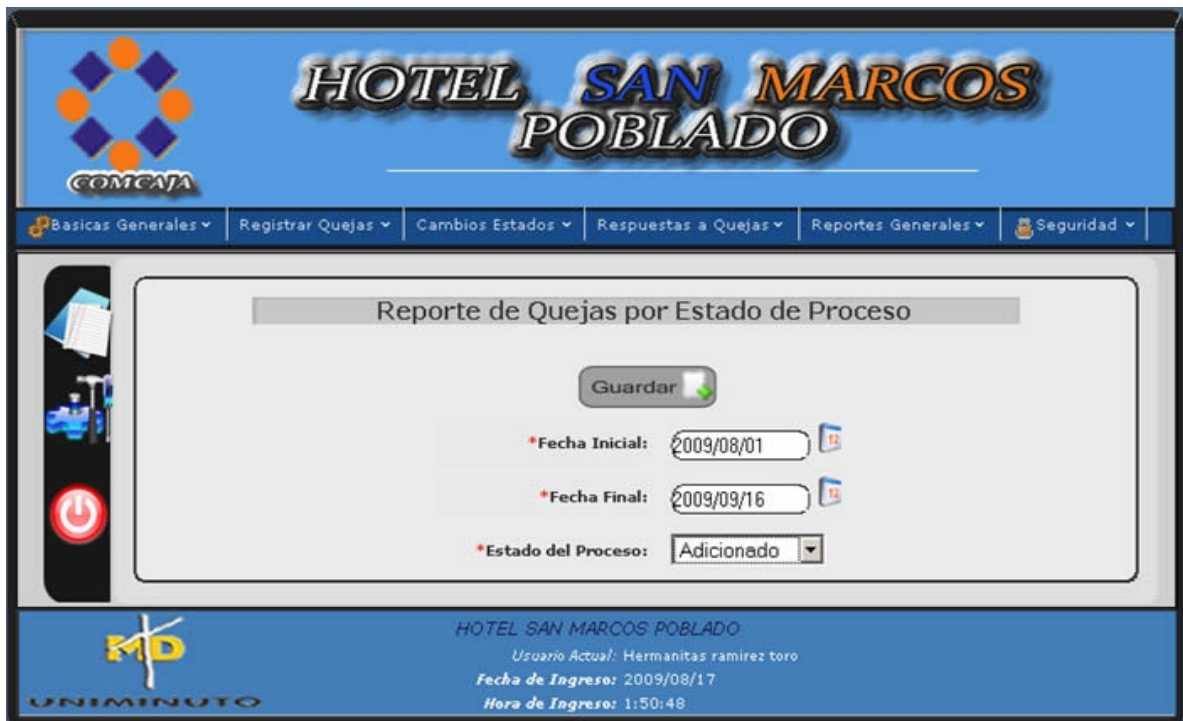 HOTEL SAN MARCOS
POBLADO
COMCAJA
Basicas Generales
Registrar Quejas
Cambios Estados
Respuestas a Quejas
Reportes Generales
Seguridad
Reporte de Quejas por Estado de Proceso
Guardar
*Fecha Inicial: 2009/08/01
12
*Fecha Final: 2009/09/16
12
*Estado del Proceso: Adicionado
MD
UNIMINUTO
HOTEL SAN MARCOS POBLADO
Usuario Actual: Hermanitas ramirez toro
Fecha de Ingreso: 2009/08/17
Hora de Ingreso: 1:50:48